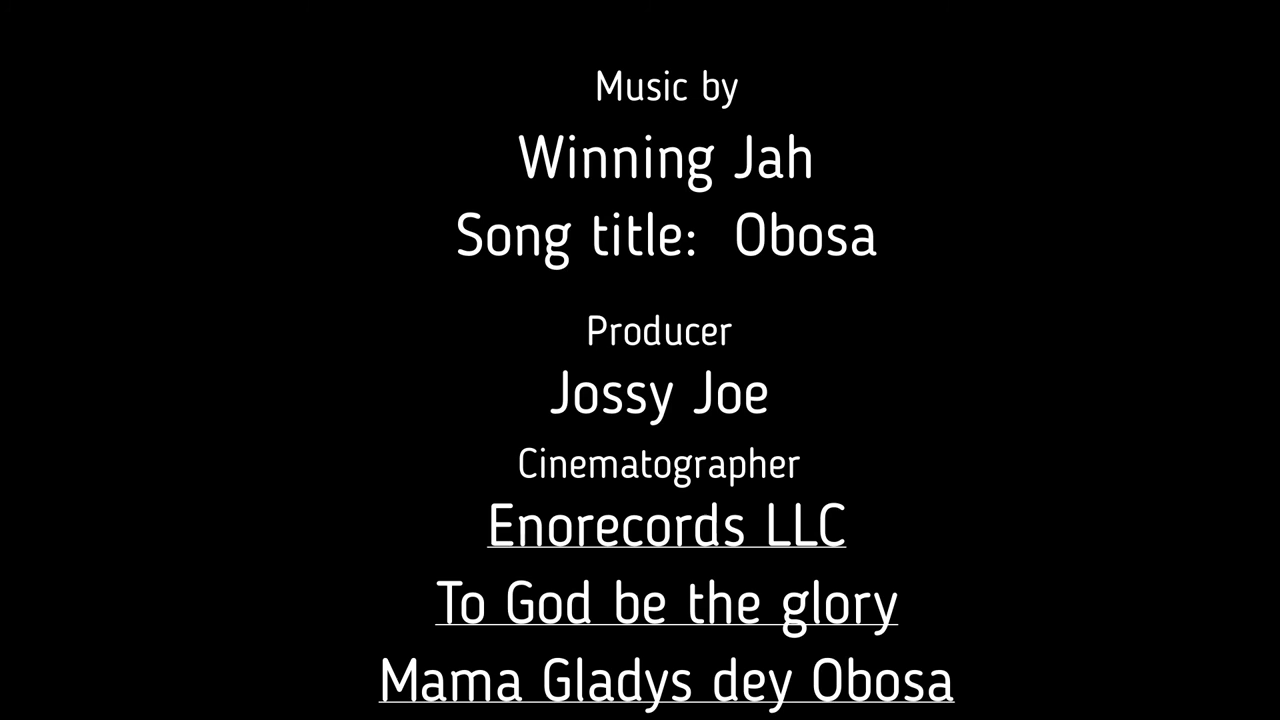 Music by
Winning Jah
Song title:  Obosa
Producer
Jossy Joe
Cinematographer
Enorecords LLC
To God be the glory
Mama Gladys dey Obosa